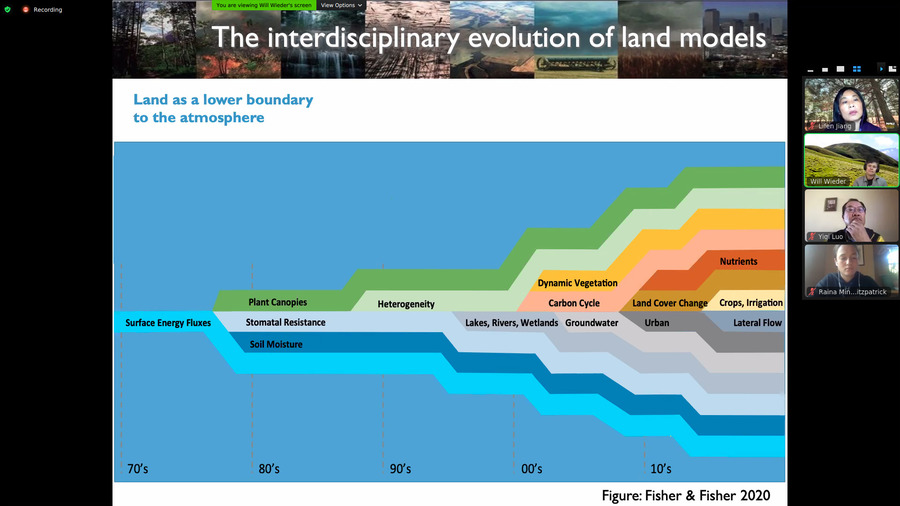 Recording
You are viewing Will Wieder's screen
View Options
The interdisciplinary evolution of land models
Land as a lower boundary
to the atmosphere
Nutrients
Dynamic Vegetation
Plant Canopies
Heterogeneity
Carbon Cycle
Land Cover Change
Crops, Irrigation
Surface Energy Fluxes
Stomatal Resistance
Lakes, Rivers, Wetlands
Groundwater
Urban
Lateral Flow
Soil Moisture
70's
80's
90's
00's
10's
Figure: Fisher & Fisher 2020
Lifen Jiang
Will Wieder
Yiqi Luo
Raina Min...itzpatrick